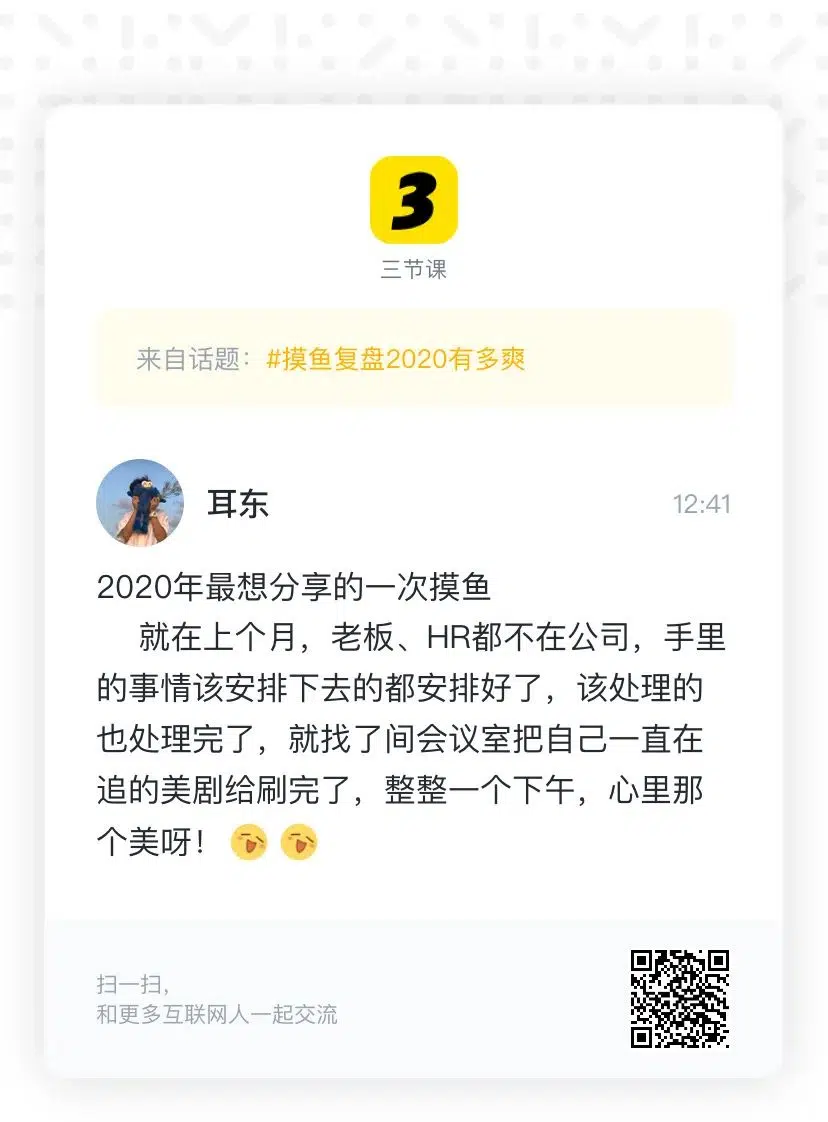 3
三节课
来自话题：#摸鱼复盘2020有多爽
耳东
12:41
2020年最想分享的一次摸鱼
就在上个月，老板、HR都不在公司，手里
的事情该安排下去的都安排好了，该处理的
也处理完了，就找了间会议室把自己一直在
追的美剧给刷完了，整整一个下午，心里那
个美呀！
扫一扫，
和更多互联网人一起交流